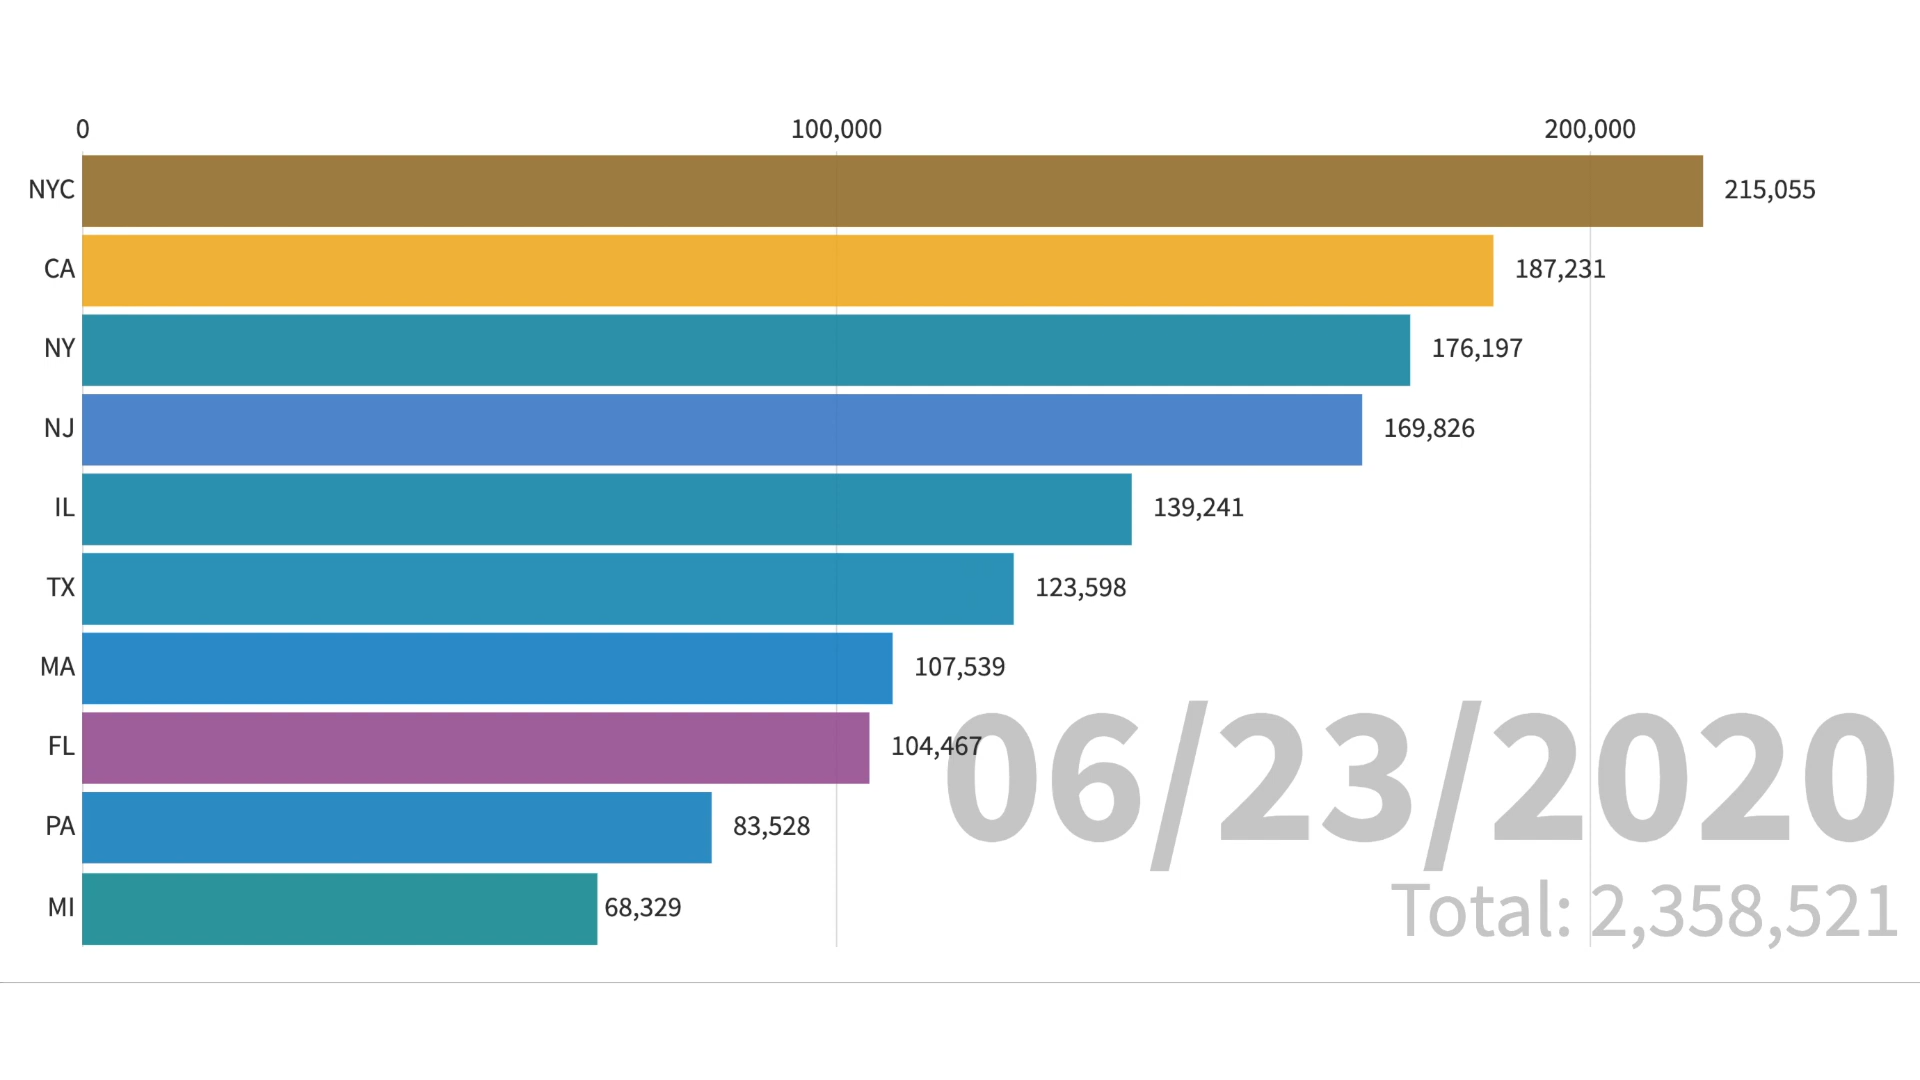 0 100,000 200,000
NYC 215,055
CA 187,231
NY 176,197
NJ 169,826
IL 139,241
TX 123,598
MA 107,539
FL 104,467
PA 83,528
MI 68,329
06/23/2020
Total: 2,358,521